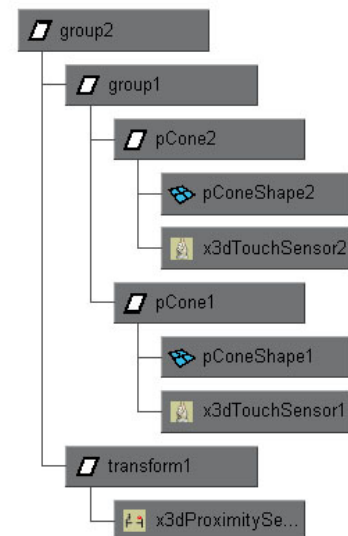 group2
group1
pCone2
pConeShape2
x3dTouchSensor2
pCone1
pConeShape1
x3dTouchSensor1
transform1
x3dProximitySe...